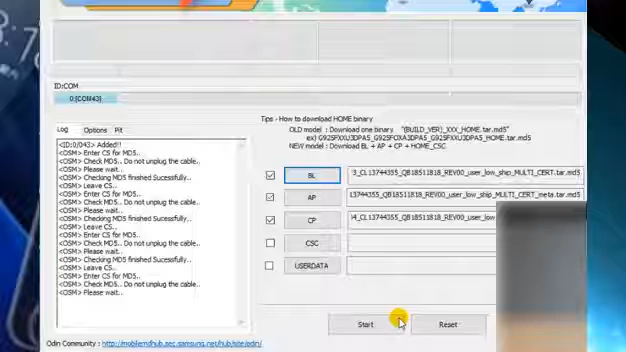 ID:COM
0:[COM43]
Tips - How to download HOME binary
OLD model : Download one binary "[BUILD_VER]_XXX_HOME.tar.md5"
ex) G925FXXU3DPA5_G925FOXA3DPA5_G925FXXU3DPA5_HOME.tar.md5
NEW model : Download BL + AP + CP + HOME_CSC
Log
Options
Pit
<ID:0/043> Added!!
<OSM> Enter CS for MD5..
<OSM> Check MD5.. Do not unplug the cable..
<OSM> Please wait..
<OSM> Checking MD5 finished Sucessfully..
<OSM> Leave CS..
<OSM> Enter CS for MD5..
<OSM> Check MD5.. Do not unplug the cable..
<OSM> Please wait..
<OSM> Checking MD5 finished Sucessfully..
<OSM> Leave CS..
<OSM> Enter CS for MD5..
<OSM> Check MD5.. Do not unplug the cable..
<OSM> Please wait..
<OSM> Checking MD5 finished Sucessfully..
<OSM> Leave CS..
<OSM> Enter CS for MD5..
<OSM> Check MD5.. Do not unplug the cable..
<OSM> Please wait..
BL
3_CL13744355_QB18511818_REV00_user_low_ship_MULTI_CERT.tar.md5
AP
13744355_QB18511818_REV00_user_low_ship_MULTI_CERT_meta.tar.md5
CP
4_CL13744355_QB18511818_REV00_user_low
CSC
USERDATA
Start
Reset
Odin Community : http://mobilerndhub.sec.samsung.net/hub/site/odin/